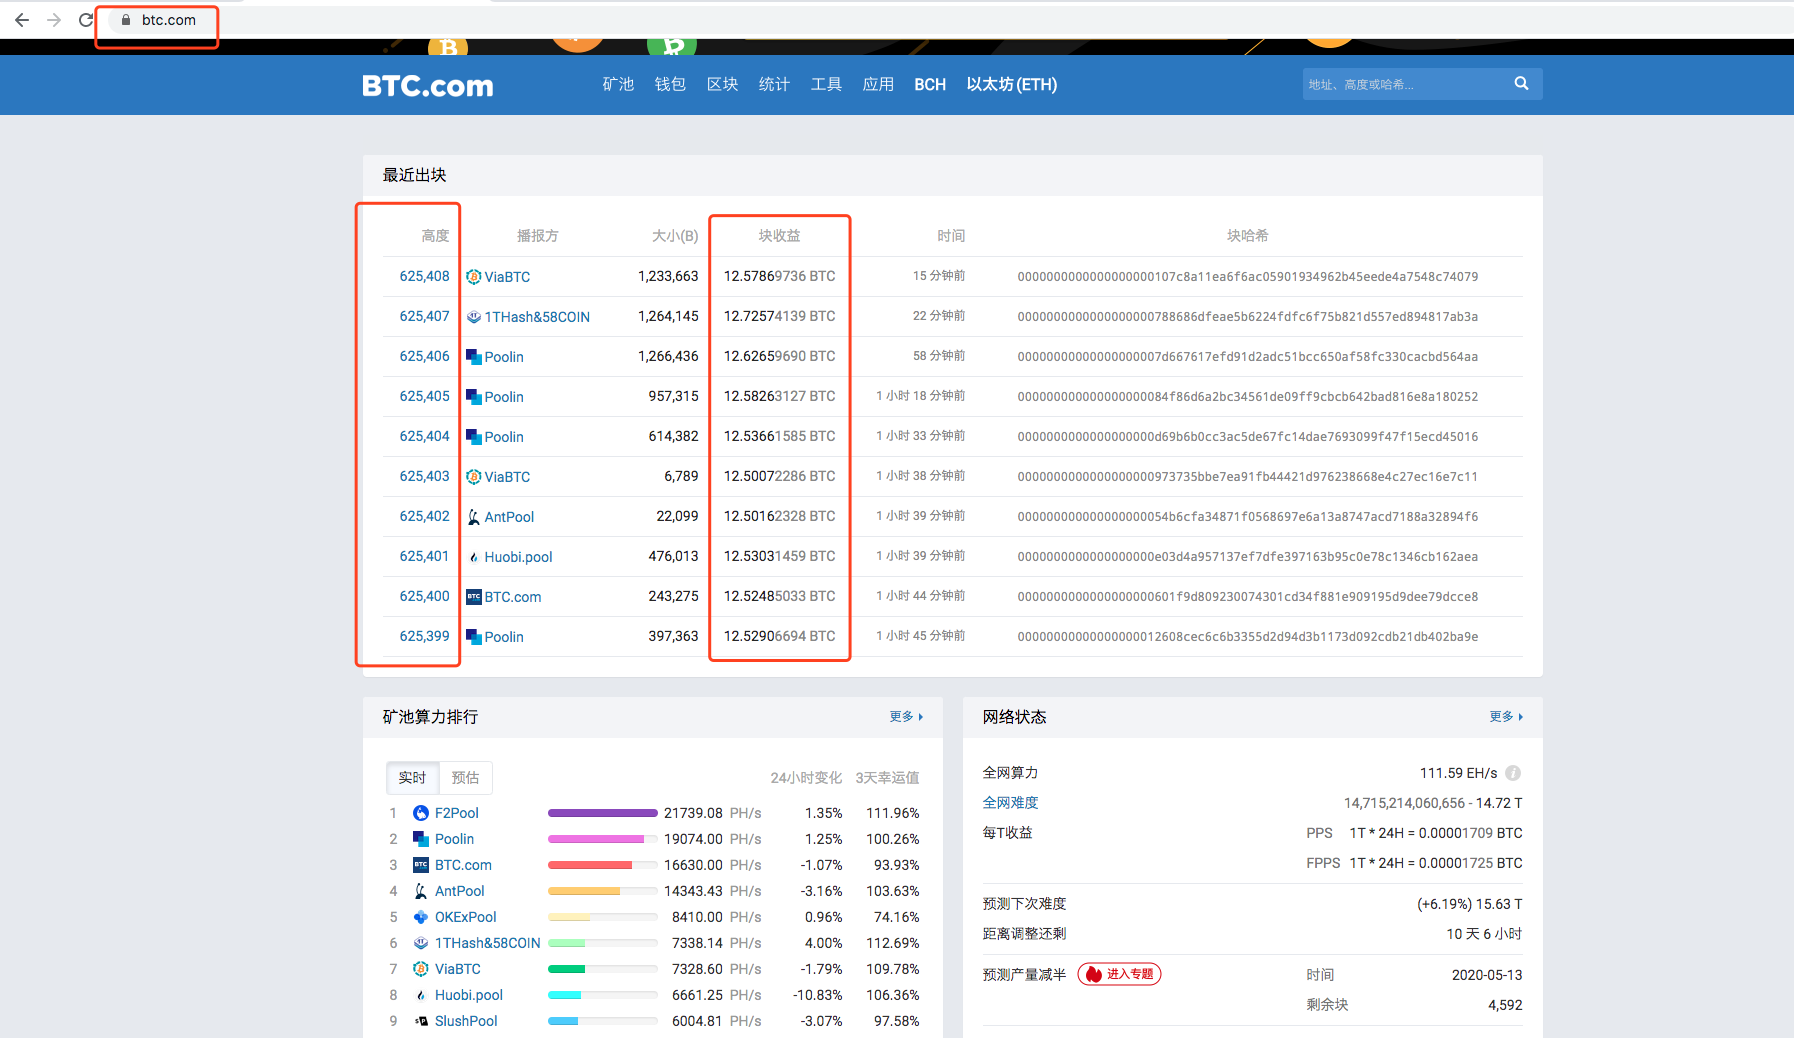 btc.com
BTC.com 矿池 钱包 区块 统计 工具 应用 BCH 以太坊(ETH) 地址、高度或哈希...
最近出块
高度 播报方 大小(B) 块收益 时间 块哈希
625,408 ViaBTC 1,233,663 12.57869736 BTC 15 分钟前 0000000000000000000107c8a11ea6f6ac05901934962b45eede4a7548c74079
625,407 1THash&58COIN 1,264,145 12.72574139 BTC 22 分钟前 0000000000000000000788686dfeae5b6224fdfc6f75b821d557ed894817ab3a
625,406 Poolin 1,266,436 12.62659690 BTC 58 分钟前 00000000000000000007d667617efd91d2adc51bcc650af58fc330cacbd564aa
625,405 Poolin 957,315 12.58263127 BTC 1 小时 18 分钟前 000000000000000000084f86d6a2bc34561de09ff9cbcb642bad816e8a180252
625,404 Poolin 614,382 12.53661585 BTC 1 小时 33 分钟前 0000000000000000000d69b6b0cc3ac5de67fc14dae7693099f47f15ecd45016
625,403 ViaBTC 6,789 12.50072286 BTC 1 小时 38 分钟前 0000000000000000000973735bbe7ea91fb44421d976238668e4c27ec16e7c11
625,402 AntPool 22,099 12.50162328 BTC 1 小时 39 分钟前 000000000000000000054b6cfa34871f0568697e6a13a8747acd7188a32894f6
625,401 Huobi.pool 476,013 12.53031459 BTC 1 小时 39 分钟前 0000000000000000000e03d4a957137ef7dfe397163b95c0e78c1346cb162aea
625,400 BTC.com 243,275 12.52485033 BTC 1 小时 44 分钟前 0000000000000000000601f9d809230074301cd34f881e909195d9dee79dcce8
625,399 Poolin 397,363 12.52906694 BTC 1 小时 45 分钟前 00000000000000000012608cec6c6b3355d2d94d3b1173d092cdb21db402ba9e
矿池算力排行 更多
实时 预估 24小时变化 3天幸运值
1 F2Pool 21739.08 PH/s 1.35% 111.96%
2 Poolin 19074.00 PH/s 1.25% 100.26%
3 BTC.com 16630.00 PH/s -1.07% 93.93%
4 AntPool 14343.43 PH/s -3.16% 103.63%
5 OKExPool 8410.00 PH/s 0.96% 74.16%
6 1THash&58COIN 7338.14 PH/s 4.00% 112.69%
7 ViaBTC 7328.60 PH/s -1.79% 109.78%
8 Huobi.pool 6661.25 PH/s -10.83% 106.36%
9 SlushPool 6004.81 PH/s -3.07% 97.58%
网络状态 更多
全网算力 111.59 EH/s
全网难度 14,715,214,060,656 - 14.72 T
每T收益 PPS 1T * 24H = 0.00001709 BTC
FPPS 1T * 24H = 0.00001725 BTC
预测下次难度 (+6.19%) 15.63 T
距离调整还剩 10 天 6 小时
预测产量减半 进入专题 时间 2020-05-13
剩余块 4,592